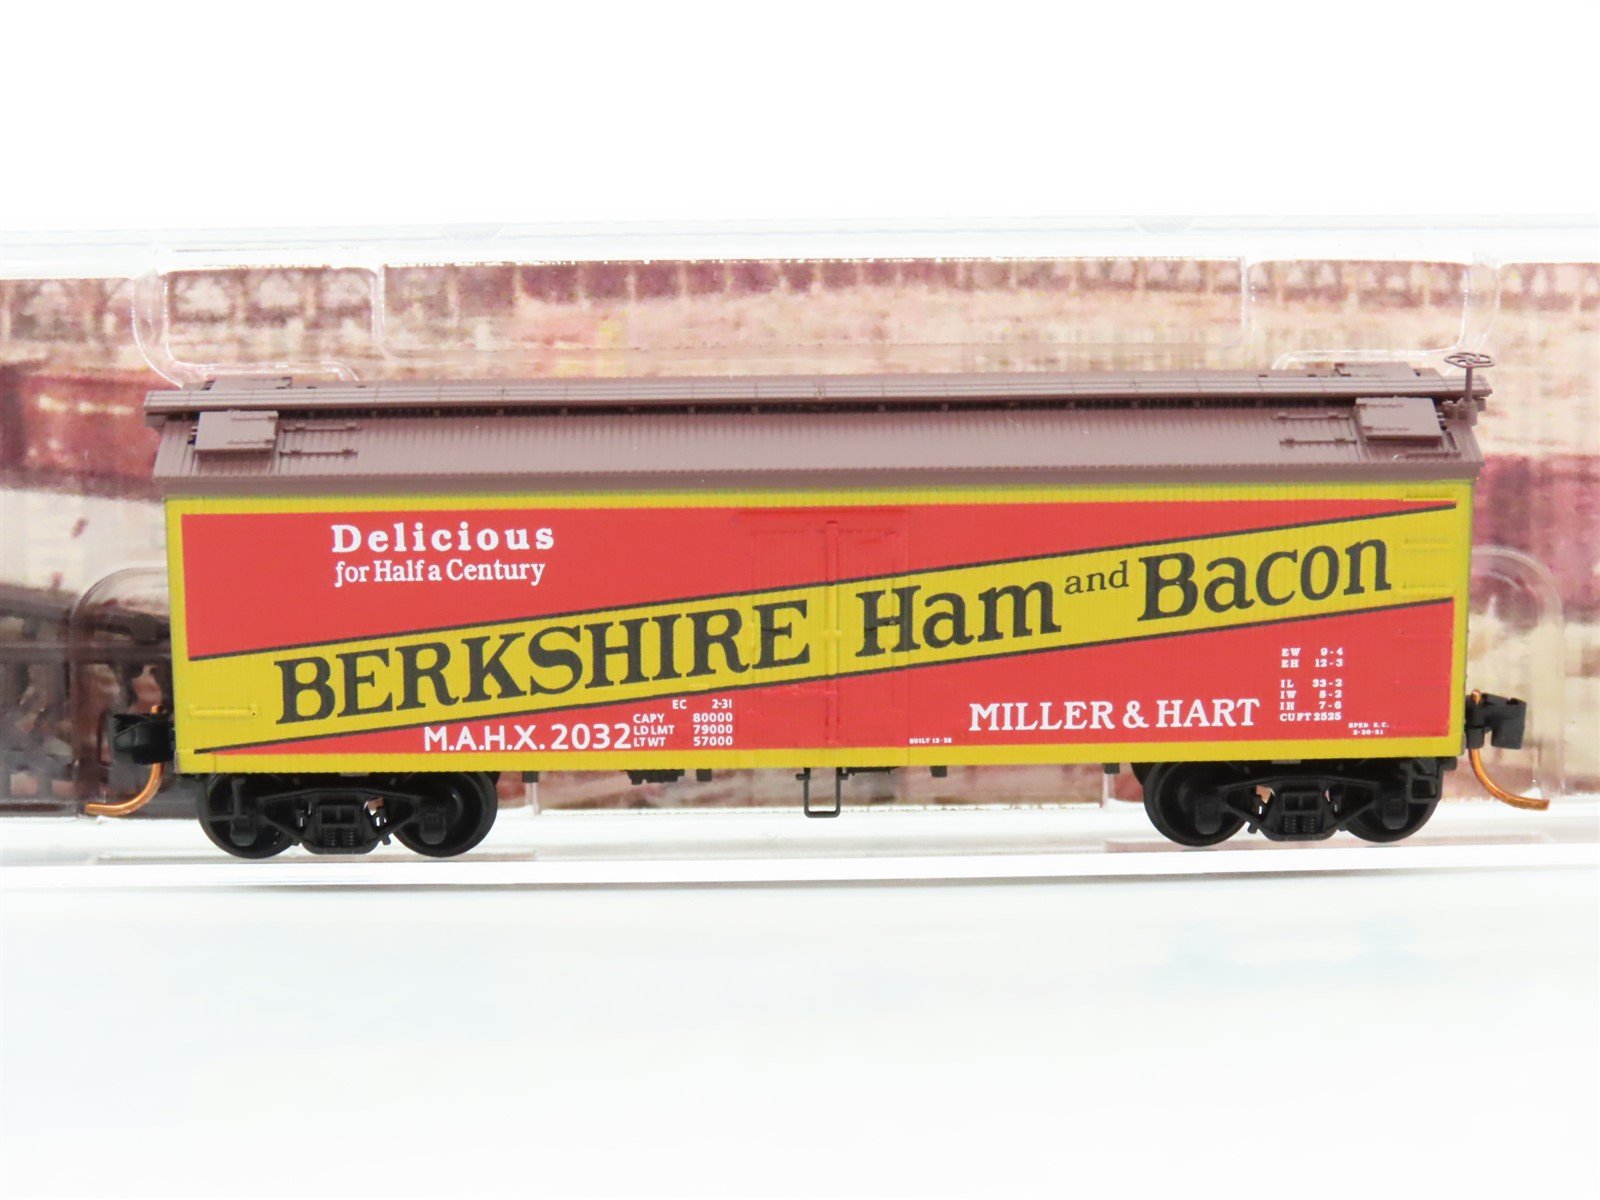 Delicious
for Half a Century
BERKSHIRE Ham and Bacon
EC 2-31
M.A.H.X. 2032
CAPY 80000
LD LMT 79000
LT WT 57000
MILLER & HART
EW 9-4
EH 12-3
IL 33-2
IW 8-2
IH 7-6
CU FT 2525